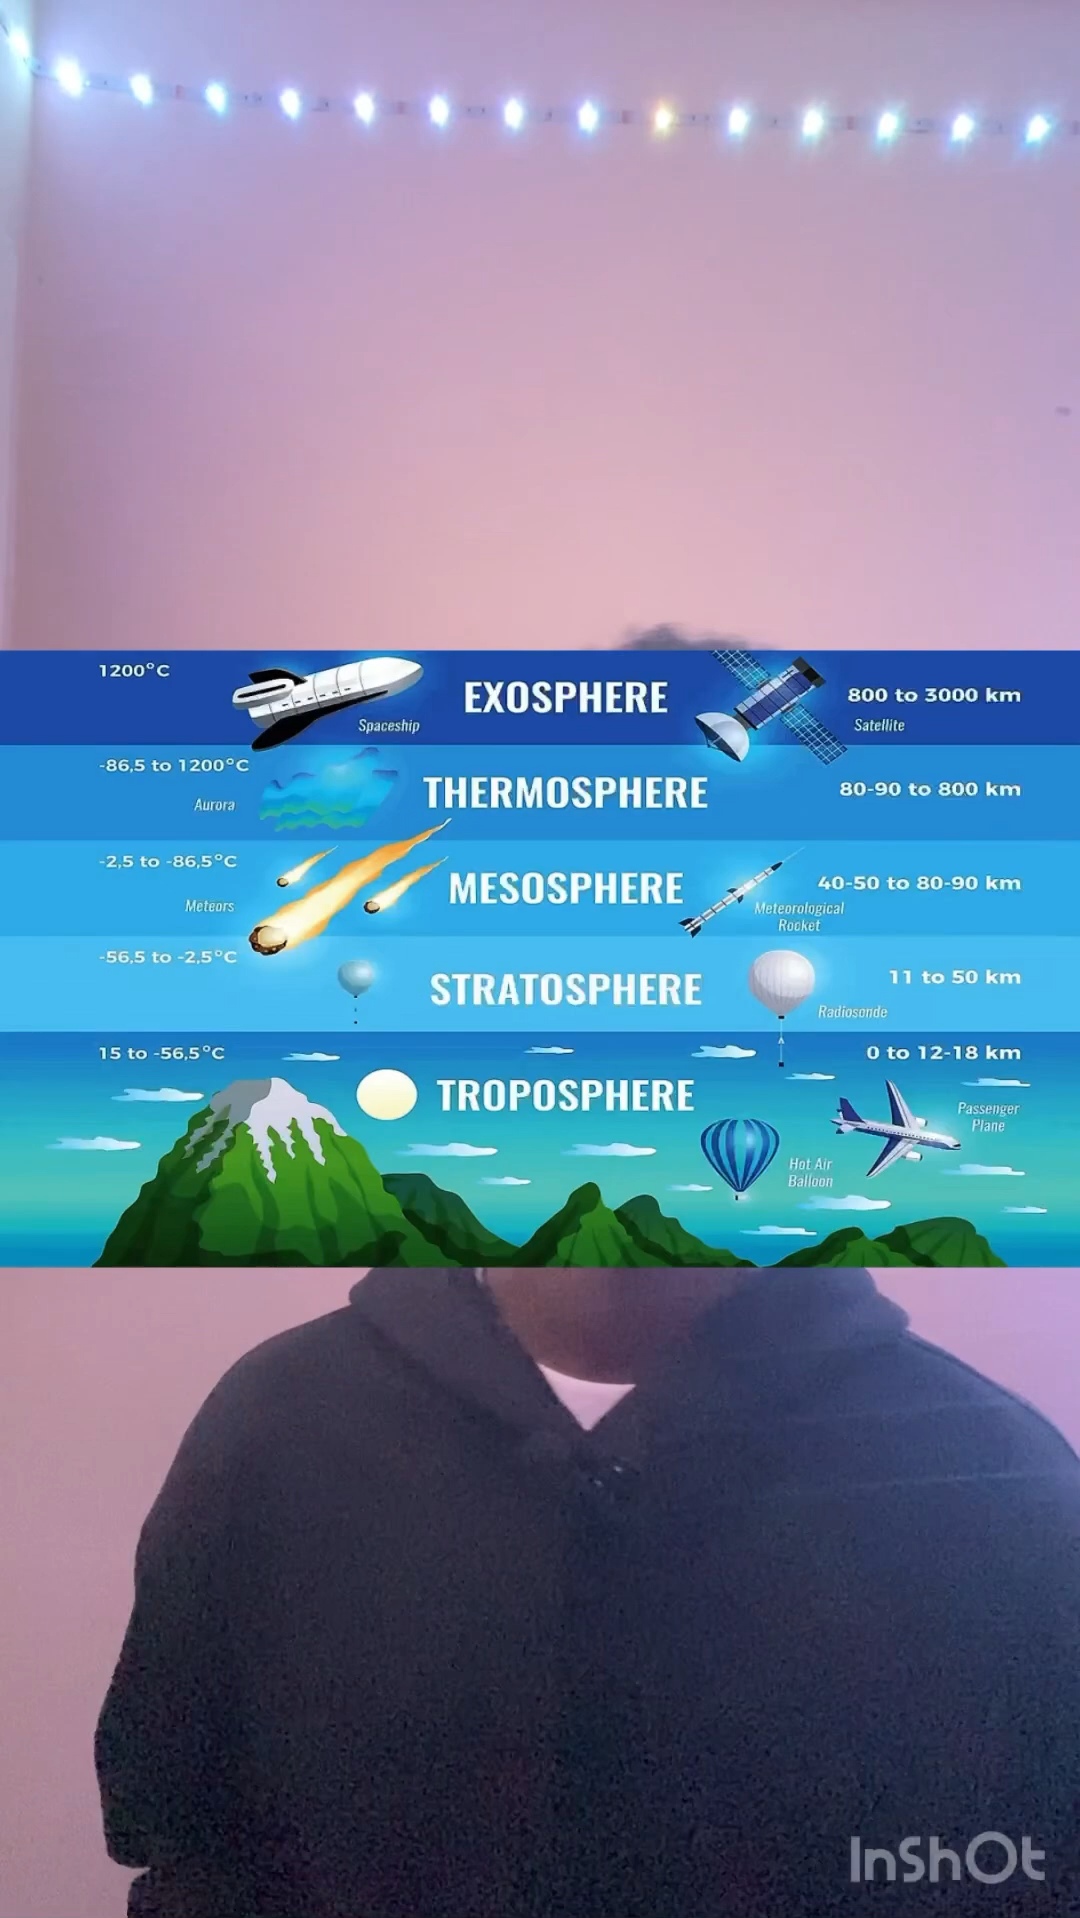 1200°C
EXOSPHERE
800 to 3000 km
Spaceship
Satellite
-86,5 to 1200°C
THERMOSPHERE
80-90 to 800 km
Aurora
-2,5 to -86,5°C
MESOSPHERE
40-50 to 80-90 km
Meteors
Meteorological
Rocket
-56,5 to -2,5°C
STRATOSPHERE
11 to 50 km
Radiosonde
15 to -56,5°C
0 to 12-18 km
TROPOSPHERE
Passenger
Plane
Hot Air
Balloon
InShOt